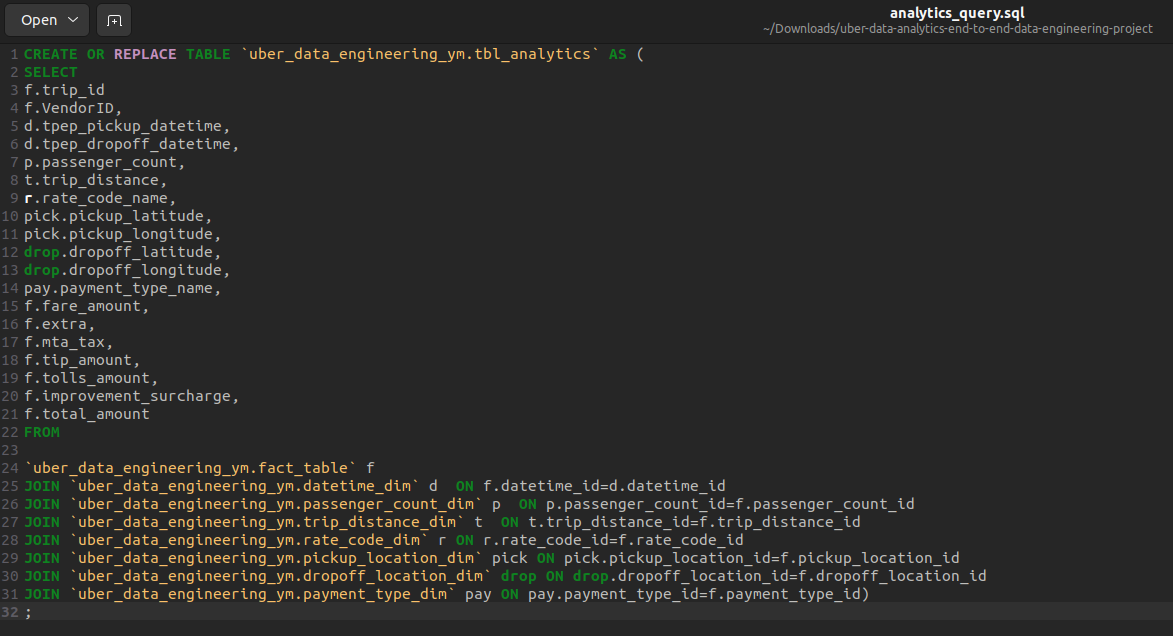 Open
analytics_query.sql
~/Downloads/uber-data-analytics-end-to-end-data-engineering-project
1 CREATE OR REPLACE TABLE `uber_data_engineering_ym.tbl_analytics` AS (
2 SELECT
3 f.trip_id
4 f.VendorID,
5 d.tpep_pickup_datetime,
6 d.tpep_dropoff_datetime,
7 p.passenger_count,
8 t.trip_distance,
9 r.rate_code_name,
10 pick.pickup_latitude,
11 pick.pickup_longitude,
12 drop.dropoff_latitude,
13 drop.dropoff_longitude,
14 pay.payment_type_name,
15 f.fare_amount,
16 f.extra,
17 f.mta_tax,
18 f.tip_amount,
19 f.tolls_amount,
20 f.improvement_surcharge,
21 f.total_amount
22 FROM
23
24 `uber_data_engineering_ym.fact_table` f
25 JOIN `uber_data_engineering_ym.datetime_dim` d  ON f.datetime_id=d.datetime_id
26 JOIN `uber_data_engineering_ym.passenger_count_dim` p  ON p.passenger_count_id=f.passenger_count_id
27 JOIN `uber_data_engineering_ym.trip_distance_dim` t  ON t.trip_distance_id=f.trip_distance_id
28 JOIN `uber_data_engineering_ym.rate_code_dim` r ON r.rate_code_id=f.rate_code_id
29 JOIN `uber_data_engineering_ym.pickup_location_dim` pick ON pick.pickup_location_id=f.pickup_location_id
30 JOIN `uber_data_engineering_ym.dropoff_location_dim` drop ON drop.dropoff_location_id=f.dropoff_location_id
31 JOIN `uber_data_engineering_ym.payment_type_dim` pay ON pay.payment_type_id=f.payment_type_id)
32 ;